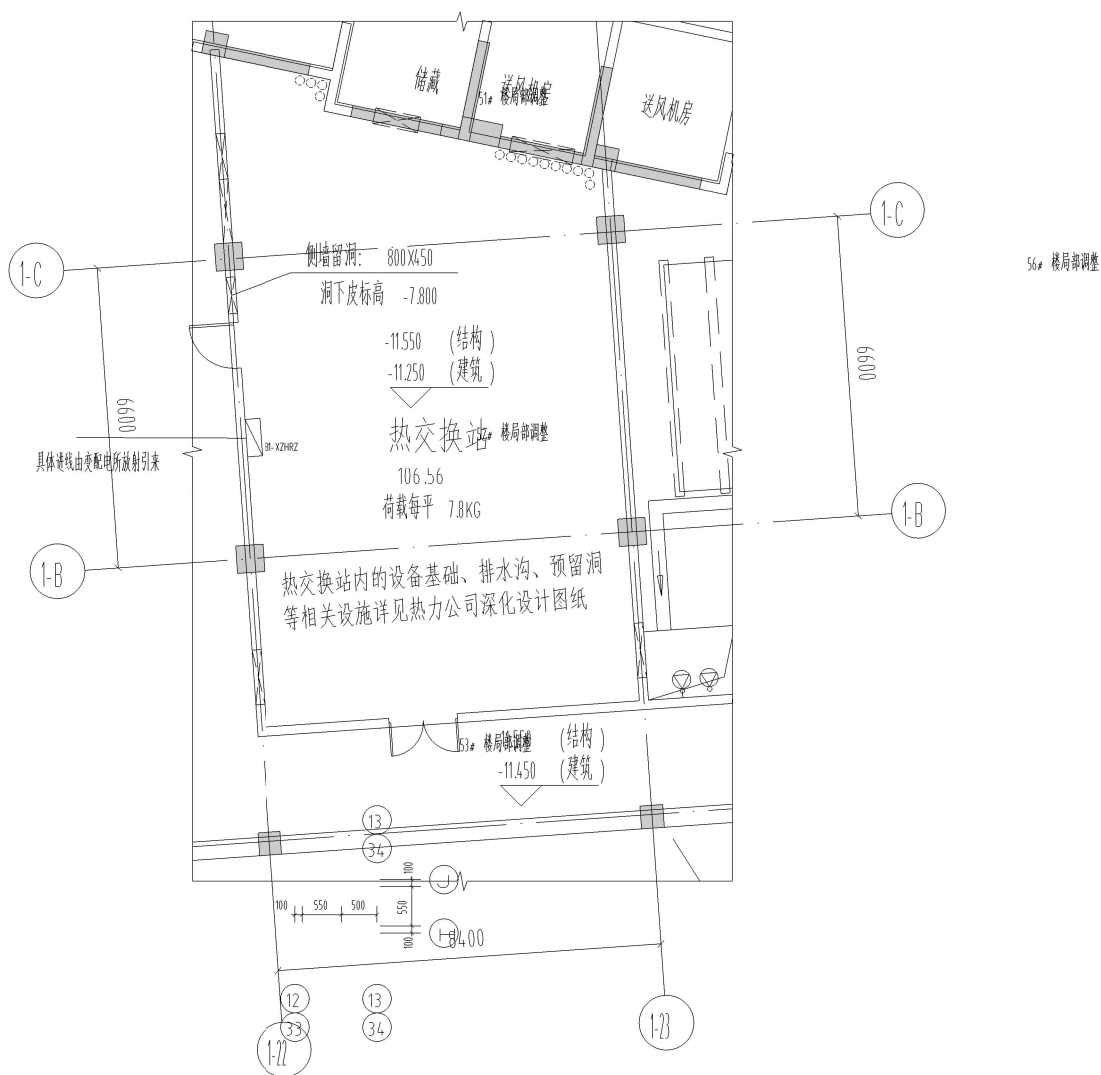 储藏
送风机房
51# 楼局部调整
送风机房
1-C
1-C
侧墙留洞: 800X450
洞下皮标高 -7.800
56# 楼局部调整
-11.550 (结构)
-11.250 (建筑)
6600
6600
热交换站
52# 楼局部调整
B1-XZHRZ
具体进线由变配电所放射引来
106.56
荷载每平 7.8KG
1-B
1-B
热交换站内的设备基础、排水沟、预留洞
等相关设施详见热力公司深化设计图纸
53# 楼局部调整
(结构)
-11.450 (建筑)
13
34
100
J
100 550 500
550
H
100
8400
12
13
33
34
1-22
1-23